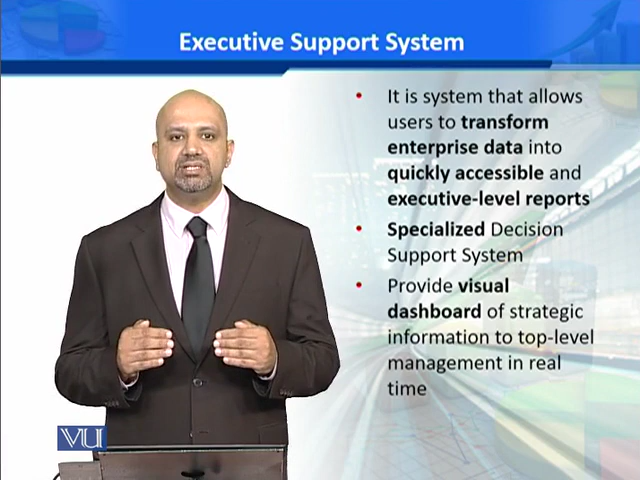 Executive Support System
• It is system that allows
users to transform
enterprise data into
quickly accessible and
executive-level reports
• Specialized Decision
Support System
• Provide visual
dashboard of strategic
information to top-level
management in real
time
VU